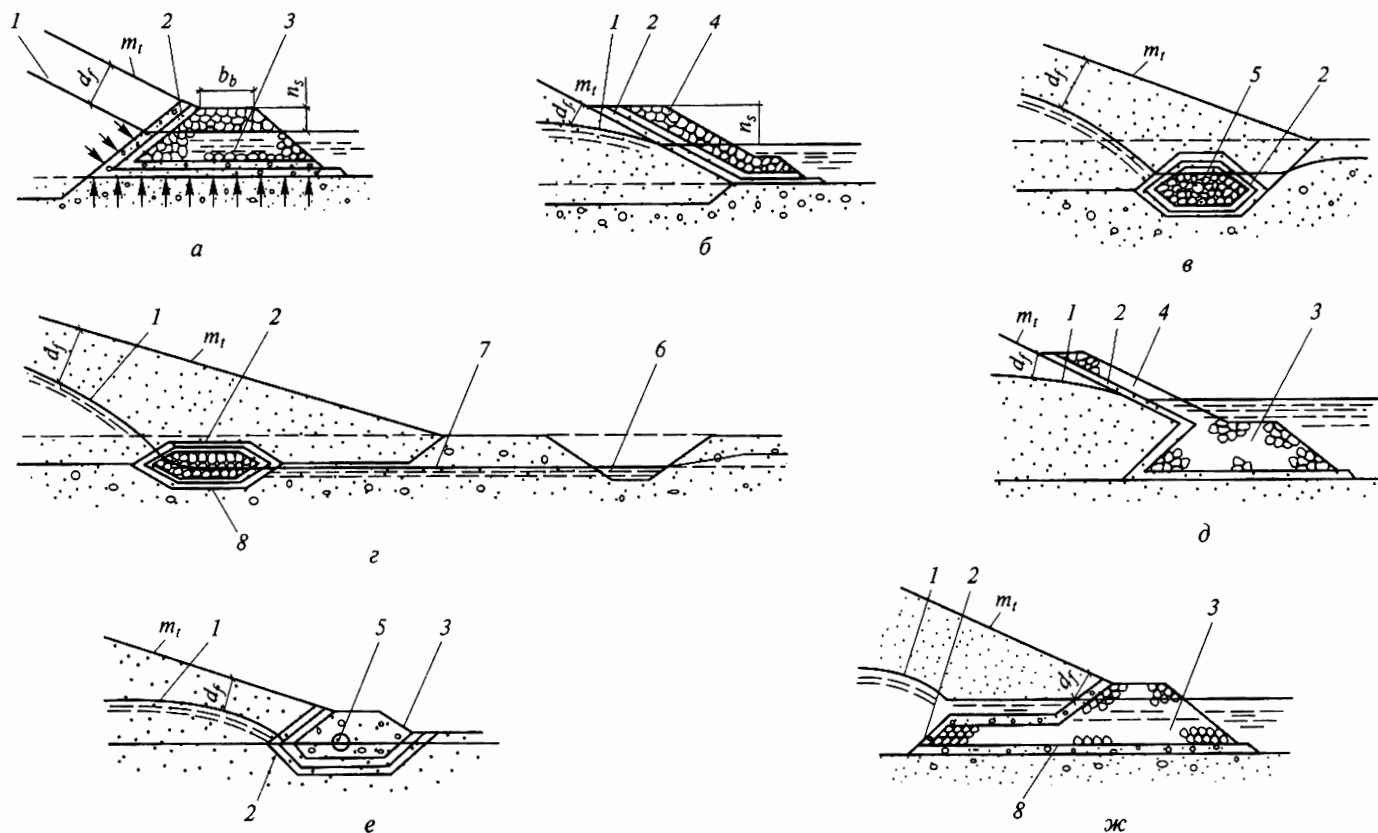 1 m_t 2 3
d_f b_b n_s
а
1 2 4
m_t d_f n_s
б
d_f m_t 5 2
в
1 2 7 6
d_f m_t
8
г
m_t 1 2 4 3
d_f
д
m_t 1 5 3
d_f
2
е
1 2 m_t 3
d_f
8
ж